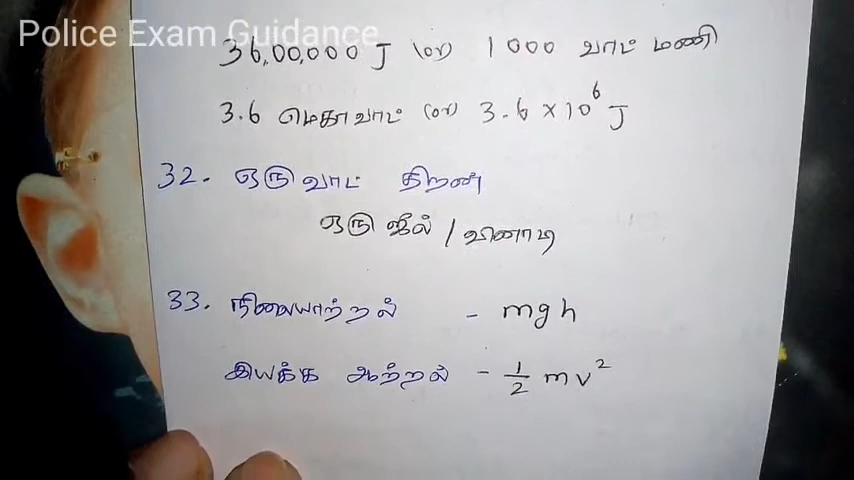 Police Exam Guidance
36,00,000 J (or) 1000 வாட் மணி
3.6 மெகாவாட் (or) 3.6 × 10⁶ J
32. ஒரு வாட் திறன்
ஒரு ஜீல் / வினாடி
33. நிலையாற்றல் - mgh
இயக்க ஆற்றல் - 1/2 mv²